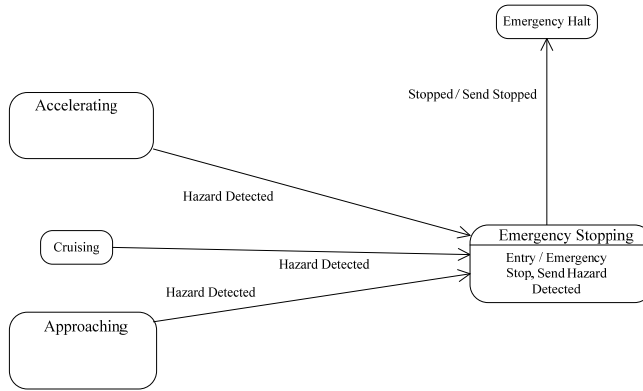 Emergency Halt
Stopped / Send Stopped
Accelerating
Hazard Detected
Cruising
Hazard Detected
Emergency Stopping
Entry / Emergency
Stop, Send Hazard
Detected
Hazard Detected
Approaching